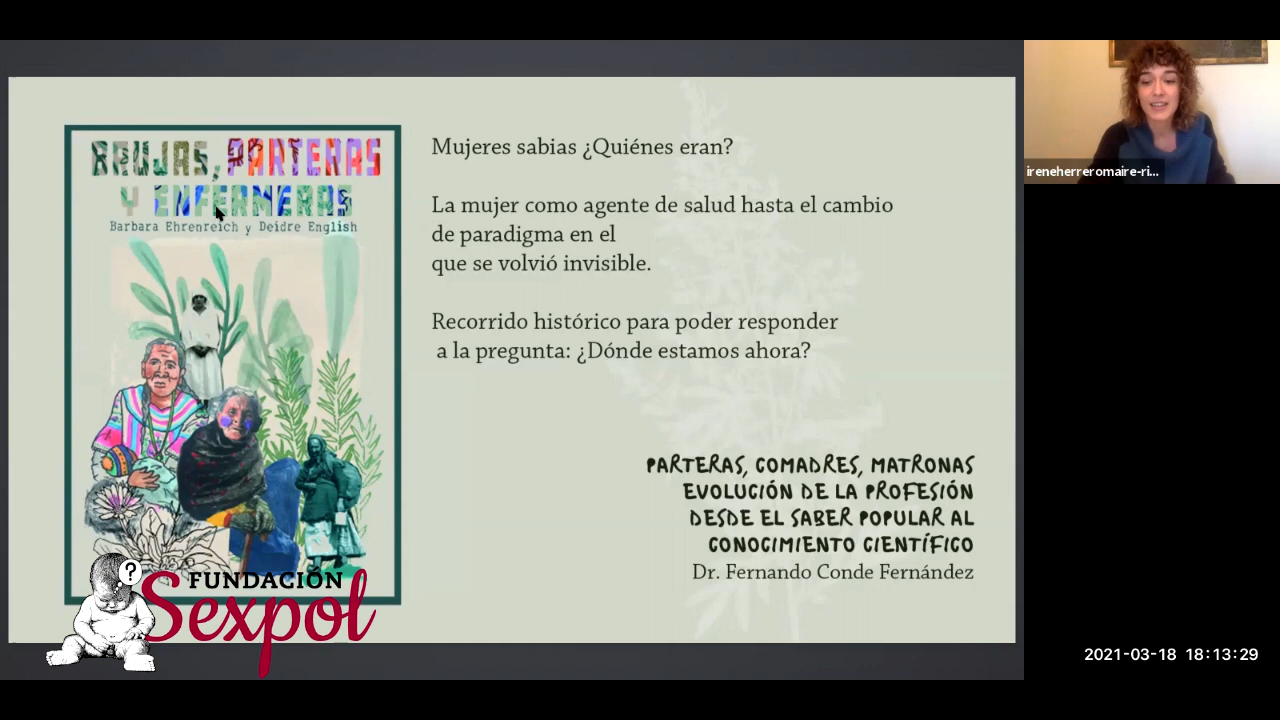 BRUJAS, PARTERAS
Y ENFERMERAS
Barbara Ehrenreich y Deidre English
Mujeres sabias ¿Quiénes eran?
La mujer como agente de salud hasta el cambio
de paradigma en el
que se volvió invisible.
Recorrido histórico para poder responder
a la pregunta: ¿Dónde estamos ahora?
PARTERAS, COMADRES, MATRONAS
EVOLUCIÓN DE LA PROFESIÓN
DESDE EL SABER POPULAR AL
CONOCIMIENTO CIENTÍFICO
Dr. Fernando Conde Fernández
?
FUNDACIÓN
Sexpol
ireneherreromaire-ri...
2021-03-18 18:13:29